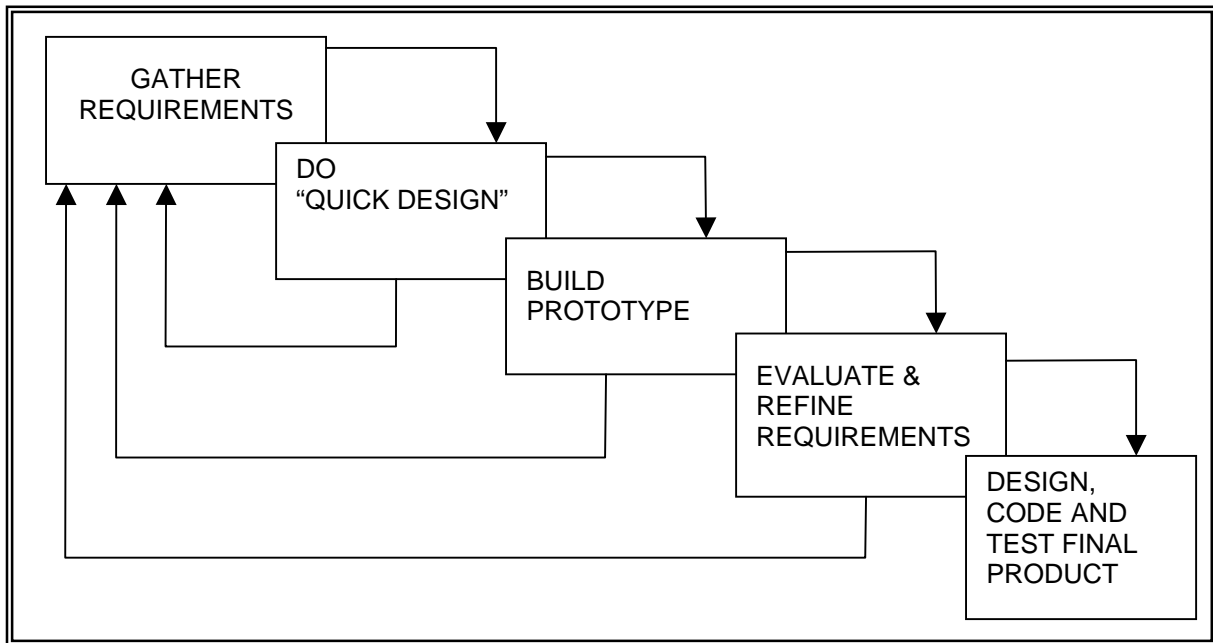 GATHER
REQUIREMENTS
DO
“QUICK DESIGN”
BUILD
PROTOTYPE
EVALUATE &
REFINE
REQUIREMENTS
DESIGN,
CODE AND
TEST FINAL
PRODUCT